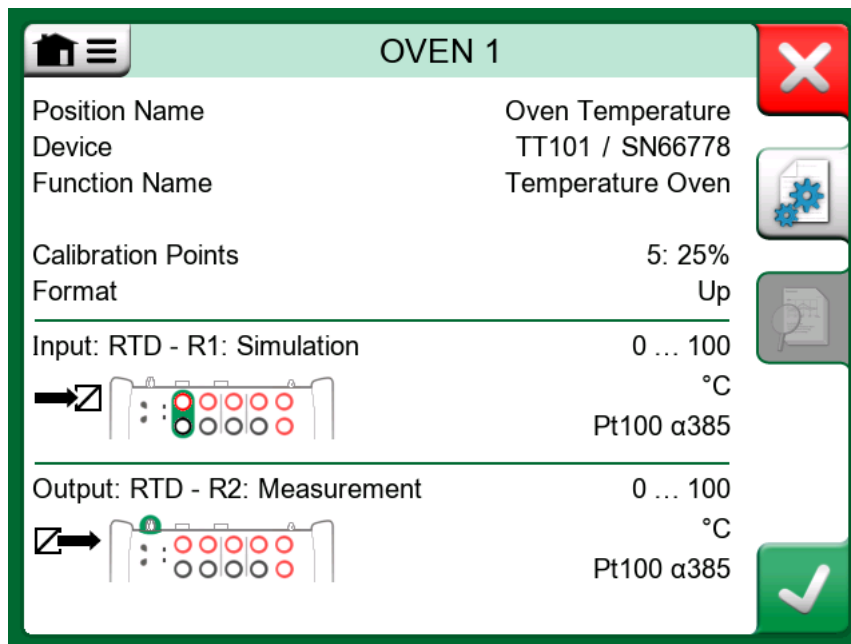 OVEN 1
Position Name Oven Temperature
Device TT101 / SN66778
Function Name Temperature Oven
Calibration Points 5: 25%
Format Up
Input: RTD - R1: Simulation 0 ... 100
°C
Pt100 α385
Output: RTD - R2: Measurement 0 ... 100
°C
Pt100 α385